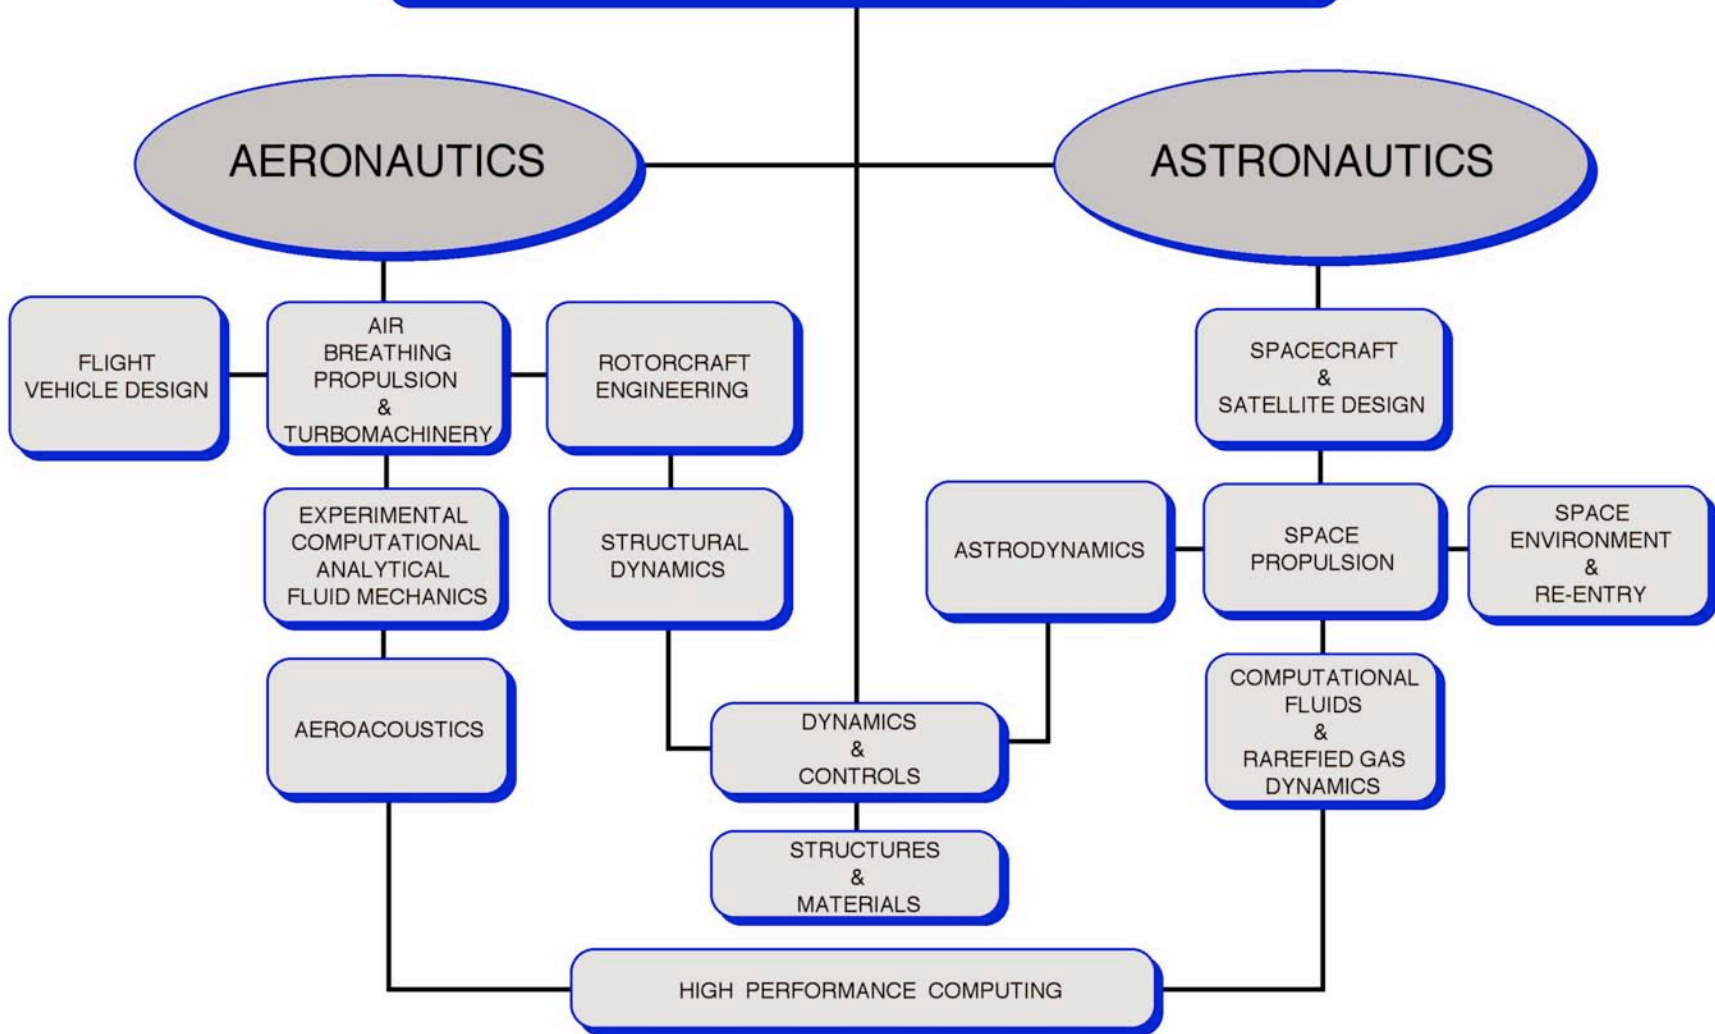 AERONAUTICS
ASTRONAUTICS
FLIGHT
VEHICLE DESIGN
AIR
BREATHING
PROPULSION
&
TURBOMACHINERY
ROTORCRAFT
ENGINEERING
SPACECRAFT
&
SATELLITE DESIGN
EXPERIMENTAL
COMPUTATIONAL
ANALYTICAL
FLUID MECHANICS
STRUCTURAL
DYNAMICS
ASTRODYNAMICS
SPACE
PROPULSION
SPACE
ENVIRONMENT
&
RE-ENTRY
AEROACOUSTICS
DYNAMICS
&
CONTROLS
COMPUTATIONAL
FLUIDS
&
RAREFIED GAS
DYNAMICS
STRUCTURES
&
MATERIALS
HIGH PERFORMANCE COMPUTING